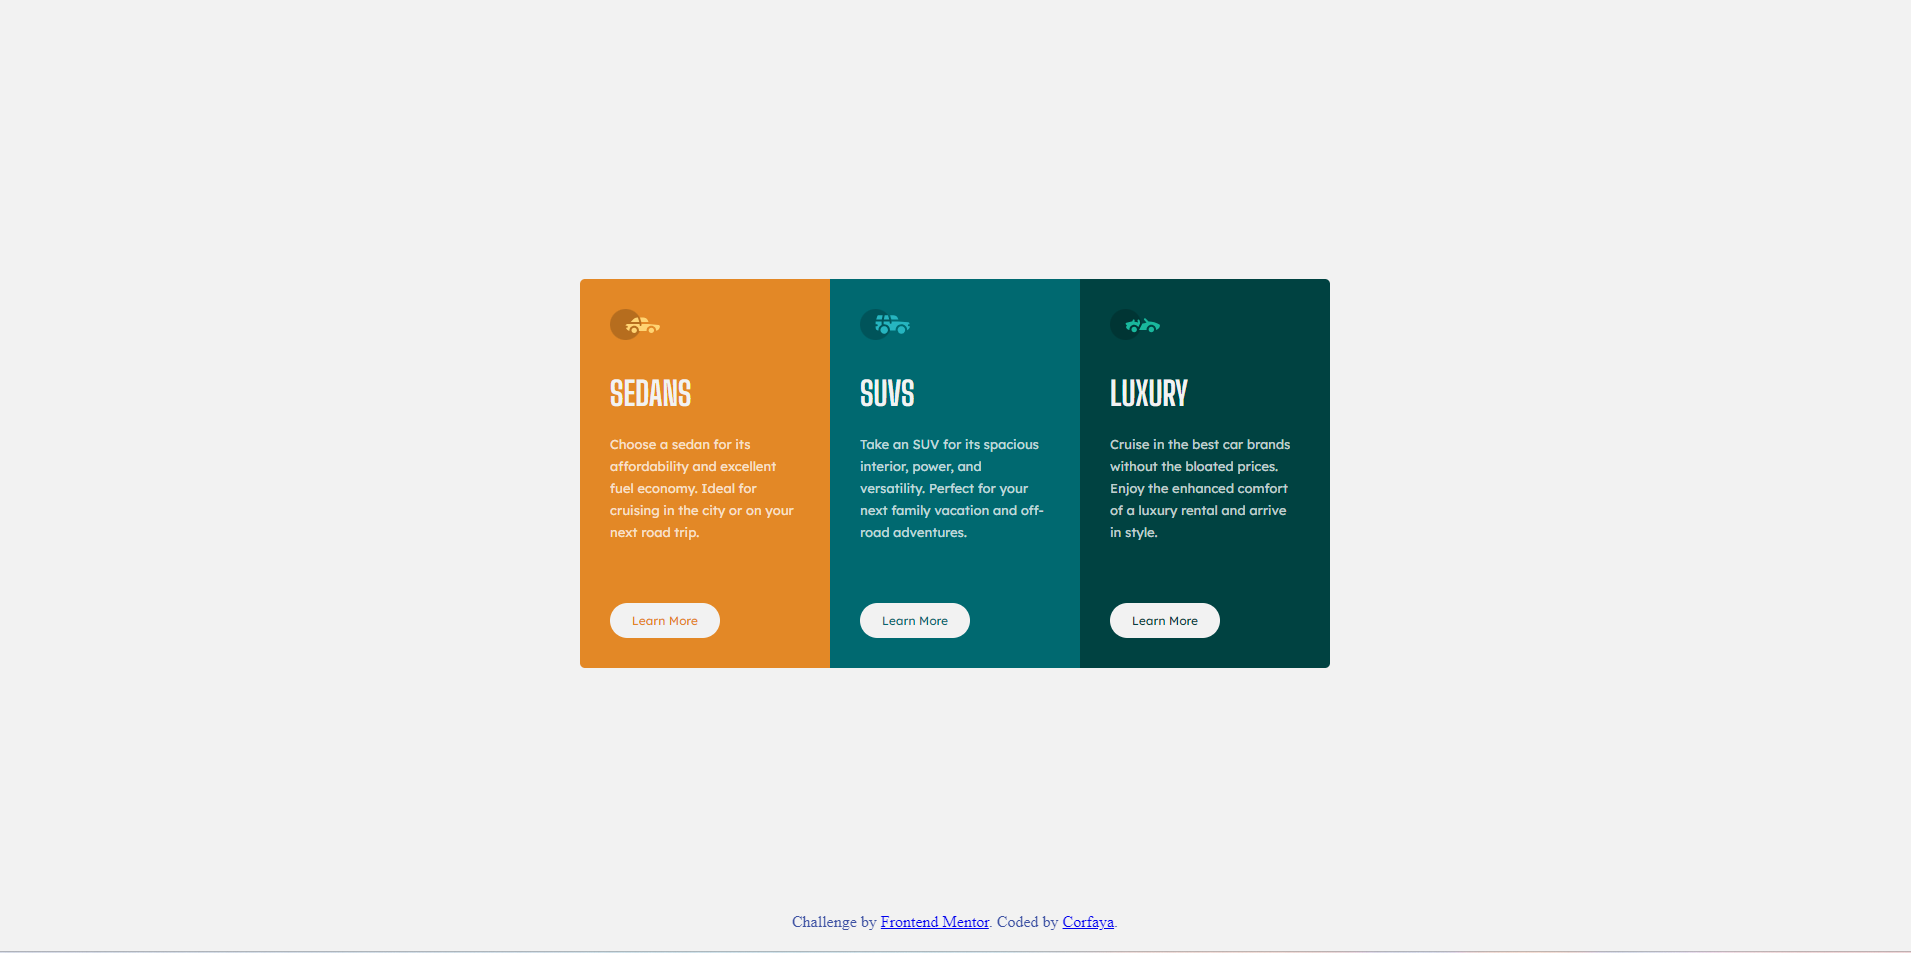 SEDANS
Choose a sedan for its
affordability and excellent
fuel economy. Ideal for
cruising in the city or on your
next road trip.
Learn More
SUVS
Take an SUV for its spacious
interior, power, and
versatility. Perfect for your
next family vacation and off-
road adventures.
Learn More
LUXURY
Cruise in the best car brands
without the bloated prices.
Enjoy the enhanced comfort
of a luxury rental and arrive
in style.
Learn More
Challenge by Frontend Mentor. Coded by Corfaya.